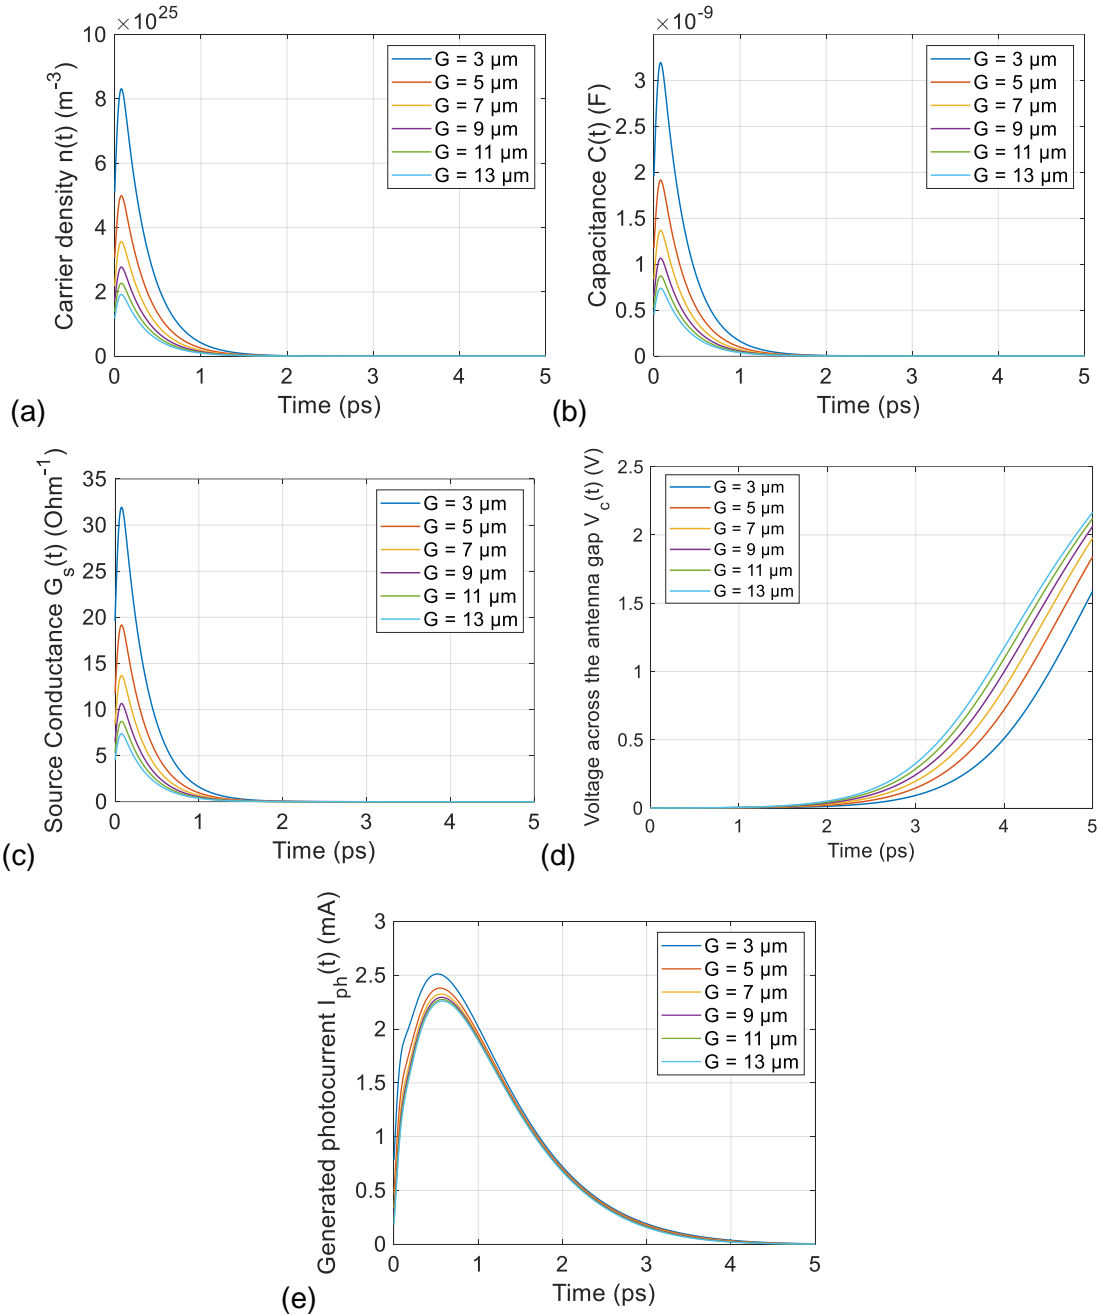 ×10²⁵
10
8
6
4
2
0
Carrier density n(t) (m⁻³)
G = 3 μm
G = 5 μm
G = 7 μm
G = 9 μm
G = 11 μm
G = 13 μm
0 1 2 3 4 5
Time (ps)
(a)
×10⁻⁹
3
2.5
2
1.5
1
0.5
0
Capacitance C(t) (F)
G = 3 μm
G = 5 μm
G = 7 μm
G = 9 μm
G = 11 μm
G = 13 μm
0 1 2 3 4 5
Time (ps)
(b)
35
30
25
20
15
10
5
0
Source Conductance Gₛ(t) (Ohm⁻¹)
G = 3 μm
G = 5 μm
G = 7 μm
G = 9 μm
G = 11 μm
G = 13 μm
0 1 2 3 4 5
Time (ps)
(c)
2.5
2
1.5
1
0.5
0
Voltage across the antenna gap V_c(t) (V)
G = 3 μm
G = 5 μm
G = 7 μm
G = 9 μm
G = 11 μm
G = 13 μm
0 1 2 3 4 5
Time (ps)
(d)
3
2.5
2
1.5
1
0.5
0
Generated photocurrent I_ph(t) (mA)
G = 3 μm
G = 5 μm
G = 7 μm
G = 9 μm
G = 11 μm
G = 13 μm
0 1 2 3 4 5
Time (ps)
(e)